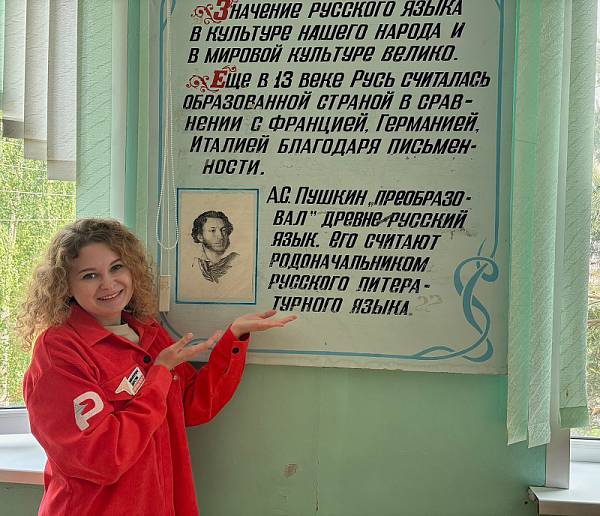 Значение русского языка
в культуре нашего народа и
в мировой культуре велико.
Еще в 13 веке Русь считалась
образованной страной в срав-
нении с Францией, Германией,
Италией благодаря письмен-
ности.
А.С. Пушкин „преобразо-
вал" древне-русский
язык. Его считают
родоначальником
русского литера-
турного языка.
22
Р